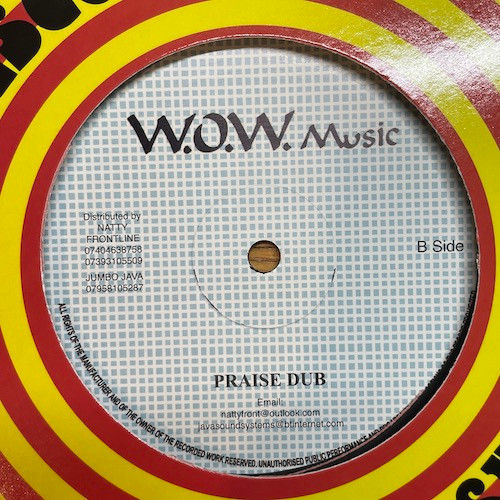 W.O.W. Music
Distributed by
NATTY
FRONTLINE
07404638758
07393105509
JUMBO JAVA
07958105287
B Side
PRAISE DUB
Email:
nattyfront@outlook.com
javasoundsystems@btinternet.com
ALL RIGHTS OF THE MANUFACTURER AND OF THE OWNER OF THE RECORDED WORK RESERVED. UNAUTHORISED PUBLIC PERFORMANCE AND